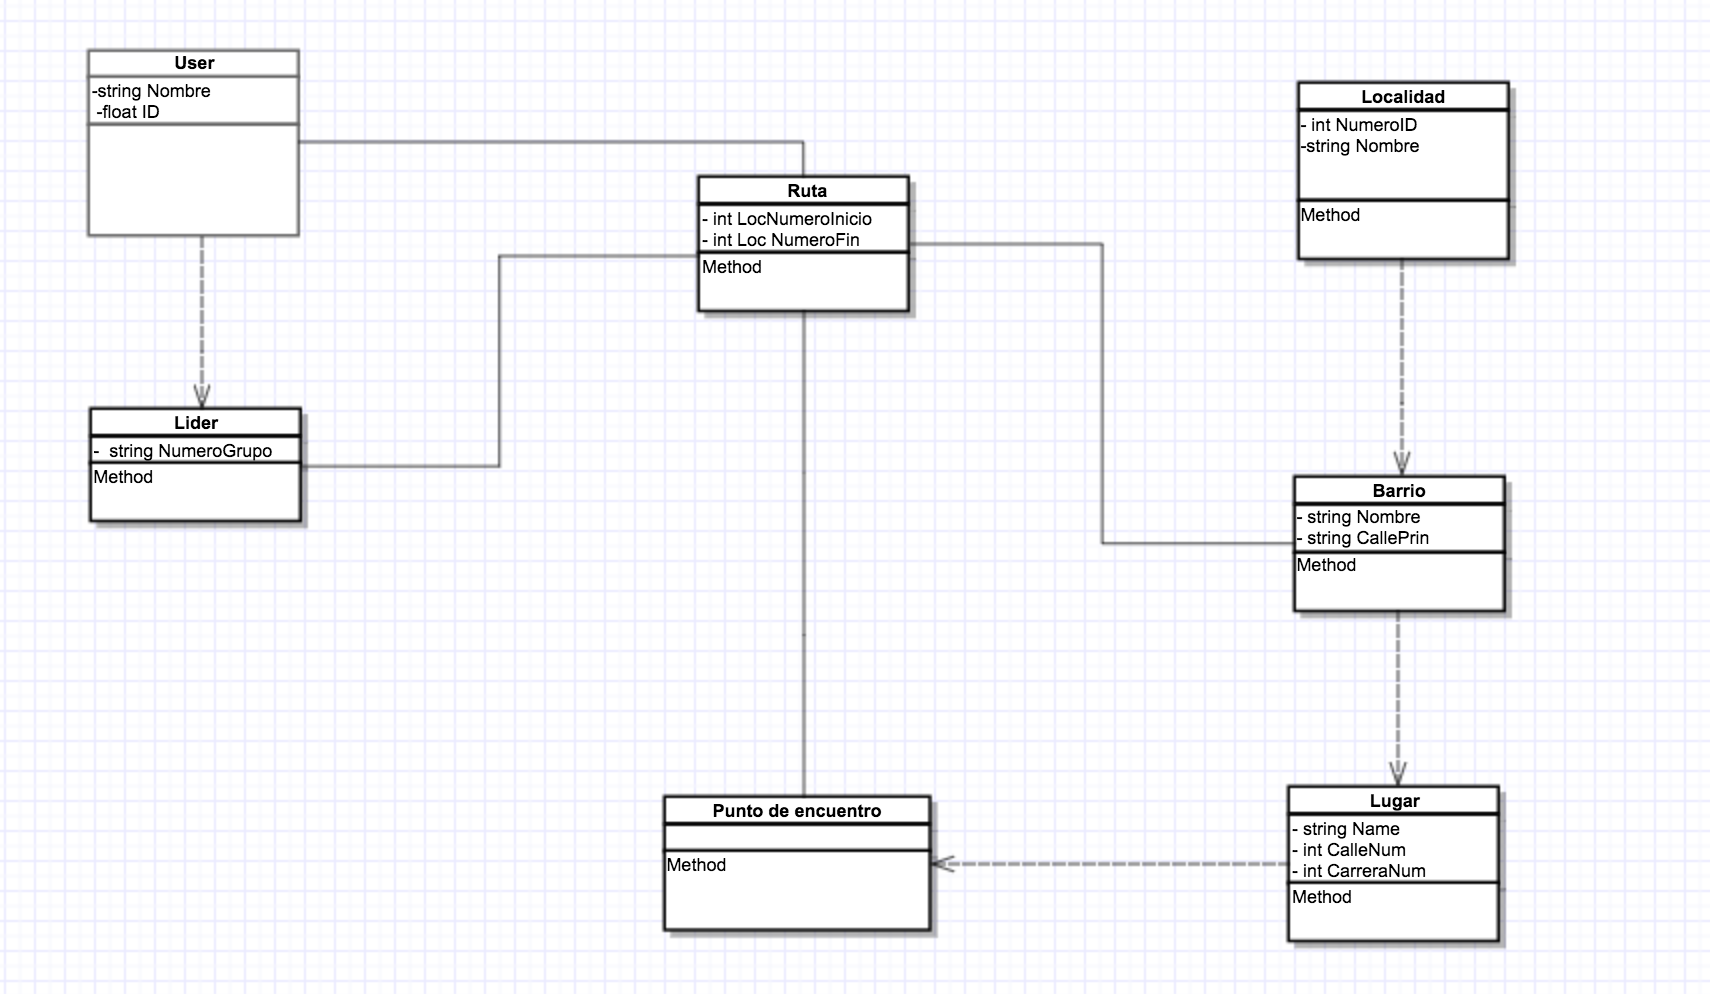 User
-string Nombre
-float ID
Localidad
- int NumeroID
-string Nombre
Method
Ruta
- int LocNumeroInicio
- int Loc NumeroFin
Method
Lider
- string NumeroGrupo
Method
Barrio
- string Nombre
- string CallePrin
Method
Punto de encuentro
Method
Lugar
- string Name
- int CalleNum
- int CarreraNum
Method